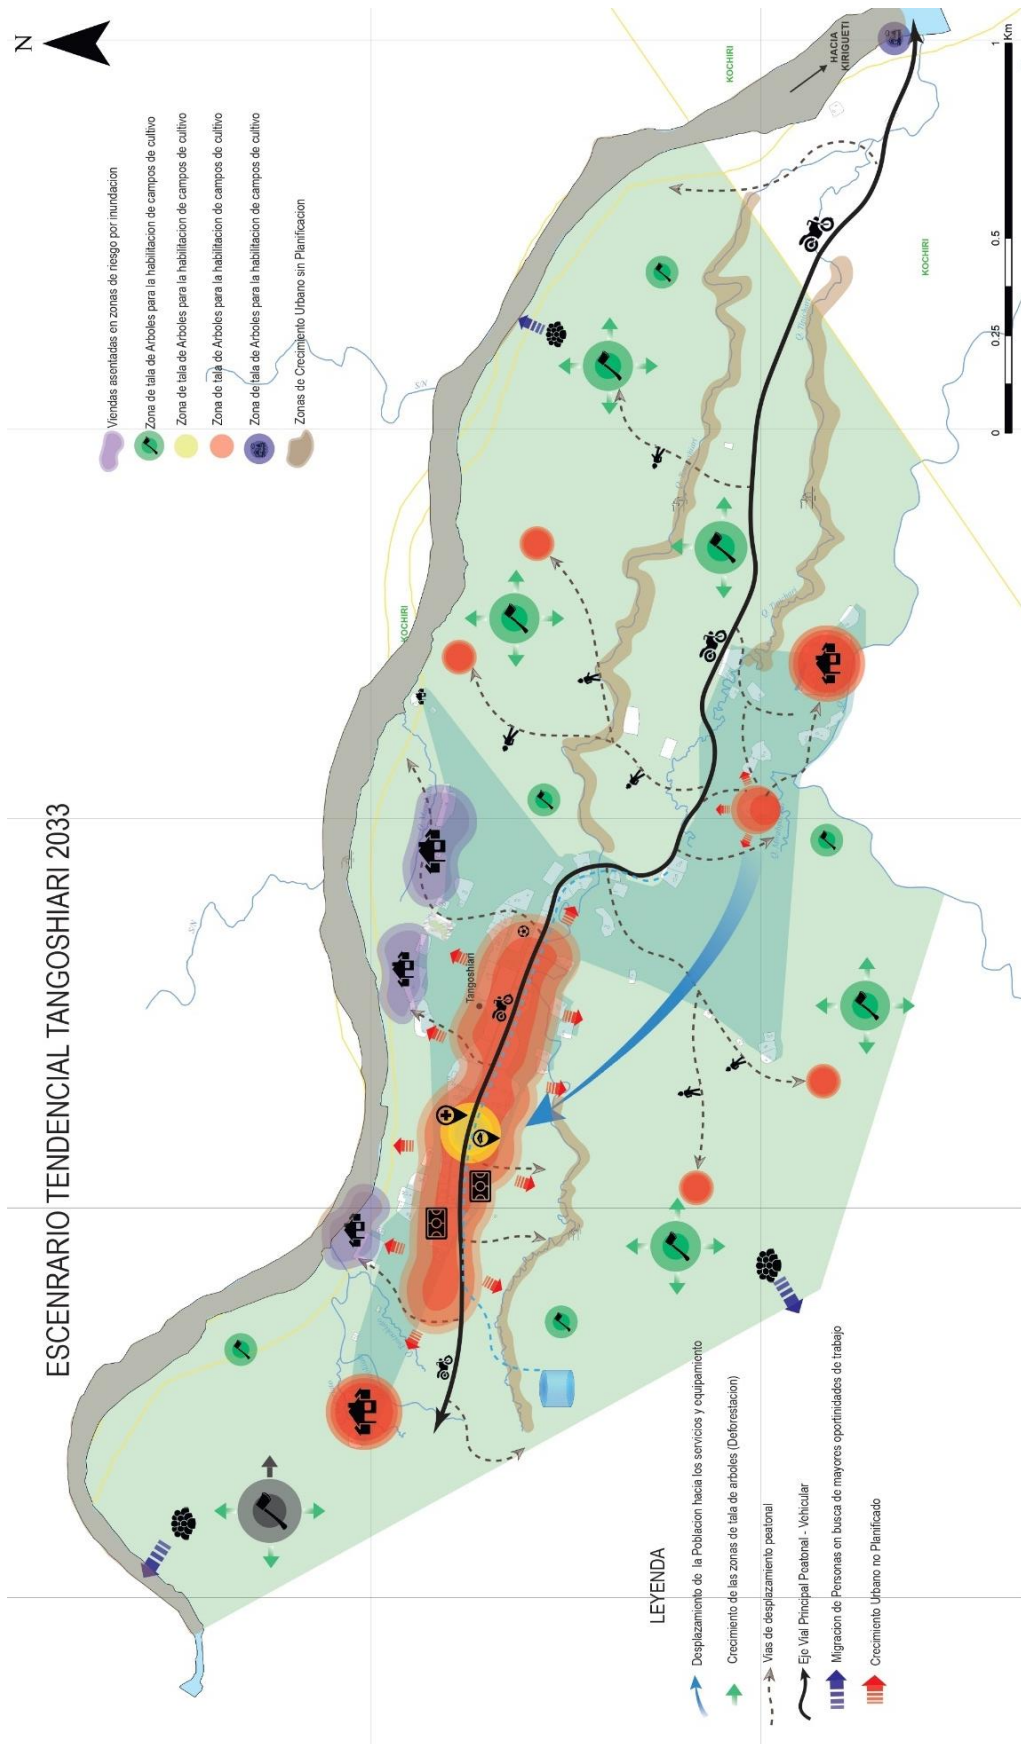 ESCENRARIO TENDENCIAL TANGOSHIARI 2033
N
Viendas asentadas en zonas de riesgo por inundacion
Zona de tala de Arboles para la habilitacion de campos de cultivo
Zona de tala de Arboles para la habilitacion de campos de cultivo
Zona de tala de Arboles para la habilitacion de campos de cultivo
Zona de tala de Arboles para la habilitacion de campos de cultivo
Zonas de Crecimiento Urbano sin Planificacion
S/N
S/N
KOCHIRI
KOCHIRI
KOCHIRI
HACIA
KIRIGUETI
Tangoshiari
LEYENDA
Desplazamiento de la Poblacion hacia los servicios y equipamiento
Crecimiento de las zonas de tala de arboles (Deforestacion)
Vias de desplazamiento peatonal
Eje Vial Principal Peatonal - Vehicular
Migracion de Personas en busca de mayores oportinidades de trabajo
Crecimiento Urbano no Planificado
0 0.25 0.5 1
Km